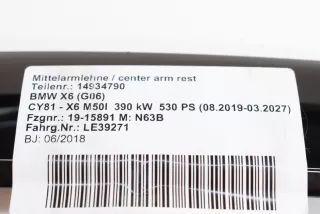 Mittelarmlehne / center arm rest
Teilenr.: 14934790
BMW X6 (G06)
CY81 - X6 M50I 390 kW 530 PS (08.2019-03.2027)
Fzgnr.: 19-15891 M: N63B
Fahrg.Nr.: LE39271
BJ: 06/2018